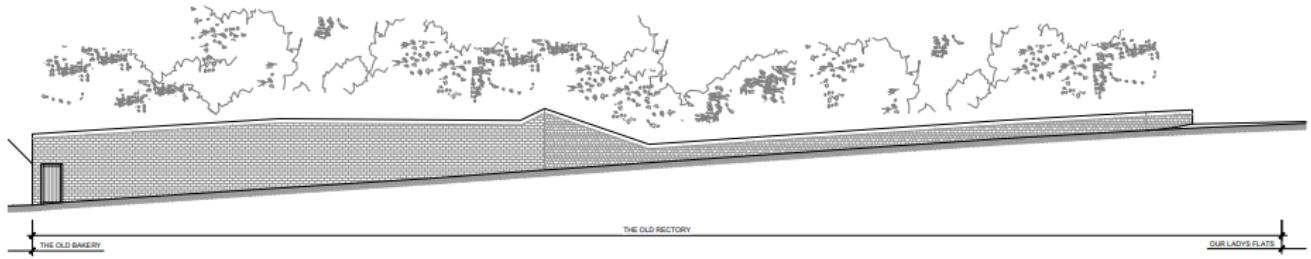 THE OLD RECTORY
THE OLD BAKERY
OUR LADYS FLATS